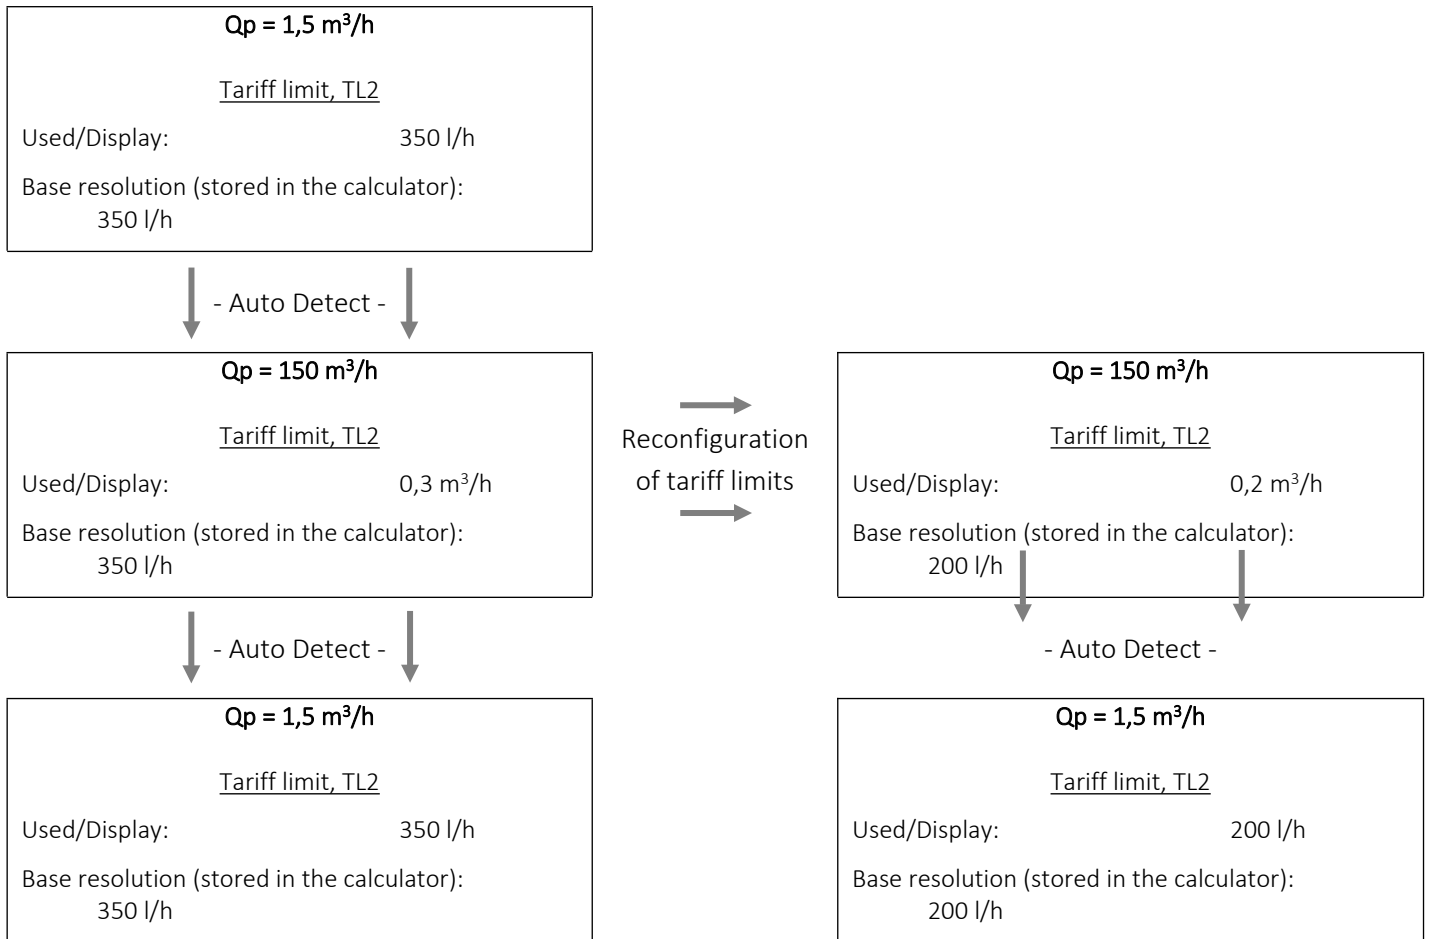 Qp = 1,5 m³/h
Tariff limit, TL2
Used/Display: 350 l/h
Base resolution (stored in the calculator):
350 l/h
- Auto Detect -
Qp = 150 m³/h
Tariff limit, TL2
Used/Display: 0,3 m³/h
Base resolution (stored in the calculator):
350 l/h
Reconfiguration
of tariff limits
Qp = 150 m³/h
Tariff limit, TL2
Used/Display: 0,2 m³/h
Base resolution (stored in the calculator):
200 l/h
- Auto Detect -
- Auto Detect -
Qp = 1,5 m³/h
Tariff limit, TL2
Used/Display: 350 l/h
Base resolution (stored in the calculator):
350 l/h
Qp = 1,5 m³/h
Tariff limit, TL2
Used/Display: 200 l/h
Base resolution (stored in the calculator):
200 l/h